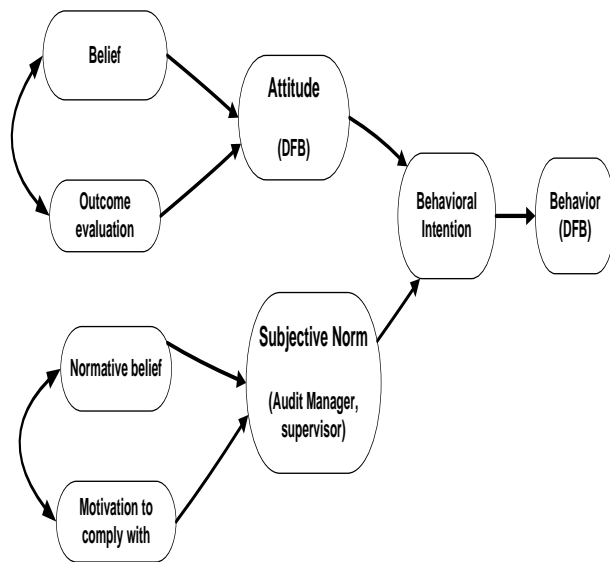 Belief
Outcome
evaluation
Attitude
(DFB)
Behavioral
Intention
Behavior
(DFB)
Normative belief
Motivation to
comply with
Subjective Norm
(Audit Manager,
supervisor)